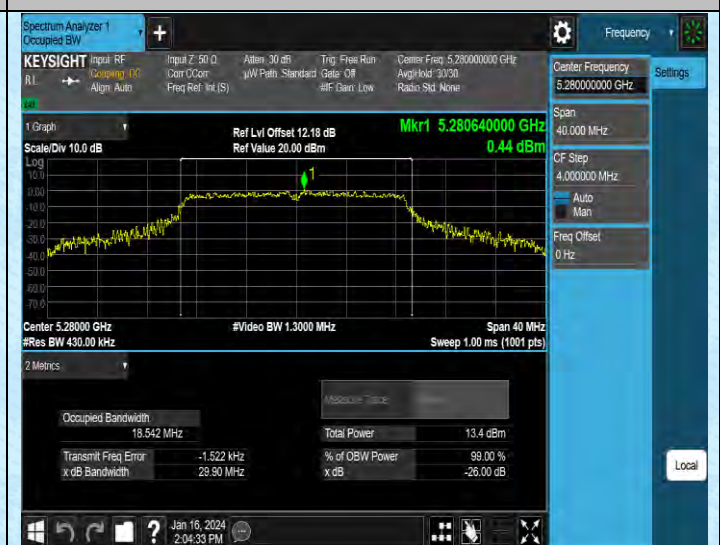 Spectrum Analyzer 1
Occupied BW
Frequency
KEYSIGHT Input: RF
Coupling: DC
Align: Auto
Input Z: 50 Ω
Corr CCorr
Freq Ref: Int (S)
Atten: 30 dB
µW Path: Standard
Trig: Free Run
Gate: Off
#IF Gain: Low
Center Freq: 5.280000000 GHz
Avg|Hold: 30/30
Radio Std: None
Center Frequency
5.280000000 GHz
Settings
Span
40.000 MHz
CF Step
4.000000 MHz
Auto
Man
Freq Offset
0 Hz
1 Graph
Scale/Div 10.0 dB
Ref Lvl Offset 12.18 dB
Ref Value 20.00 dBm
Mkr1 5.280640000 GHz
0.44 dBm
Log
10.0
0.00
-10.0
-20.0
-30.0
-40.0
-50.0
-60.0
-70.0
1
Center 5.28000 GHz
#Res BW 430.00 kHz
#Video BW 1.3000 MHz
Span 40 MHz
Sweep 1.00 ms (1001 pts)
2 Metrics
Measure Trace
Occupied Bandwidth
18.542 MHz
Total Power 13.4 dBm
Transmit Freq Error -1.522 kHz
% of OBW Power 99.00 %
x dB Bandwidth 29.90 MHz
x dB -26.00 dB
Local
?
Jan 16, 2024
2:04:33 PM